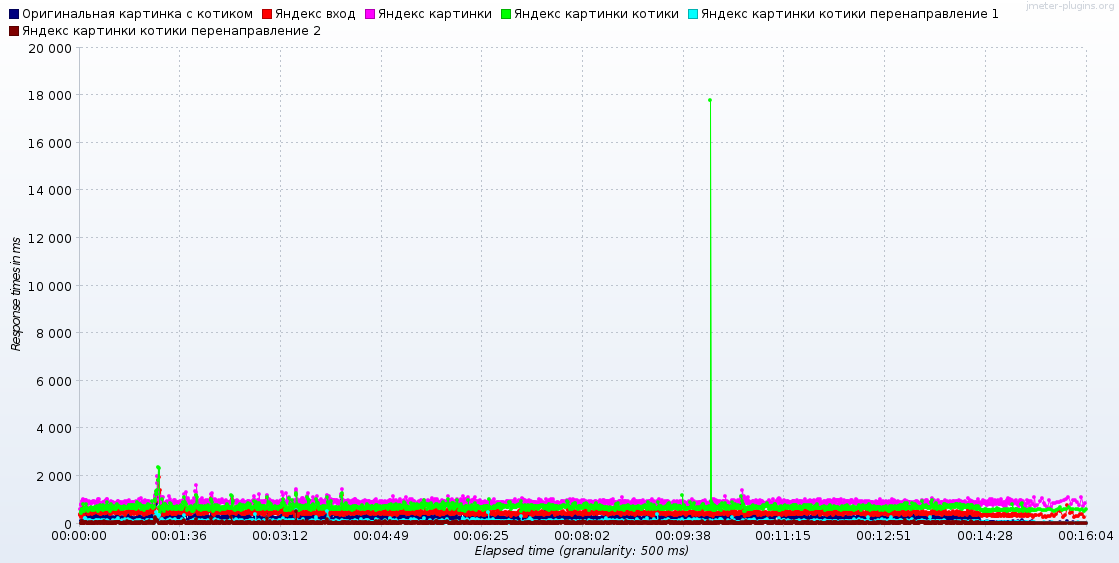 Оригинальная картинка с котиком Яндекс вход Яндекс картинки Яндекс картинки котики Яндекс картинки котики перенаправление 1
jmeter-plugins.org
Яндекс картинки котики перенаправление 2
20 000
18 000
16 000
14 000
12 000
10 000
8 000
6 000
4 000
2 000
0
Response times in ms
00:00:00 00:01:36 00:03:12 00:04:49 00:06:25 00:08:02 00:09:38 00:11:15 00:12:51 00:14:28 00:16:04
Elapsed time (granularity: 500 ms)